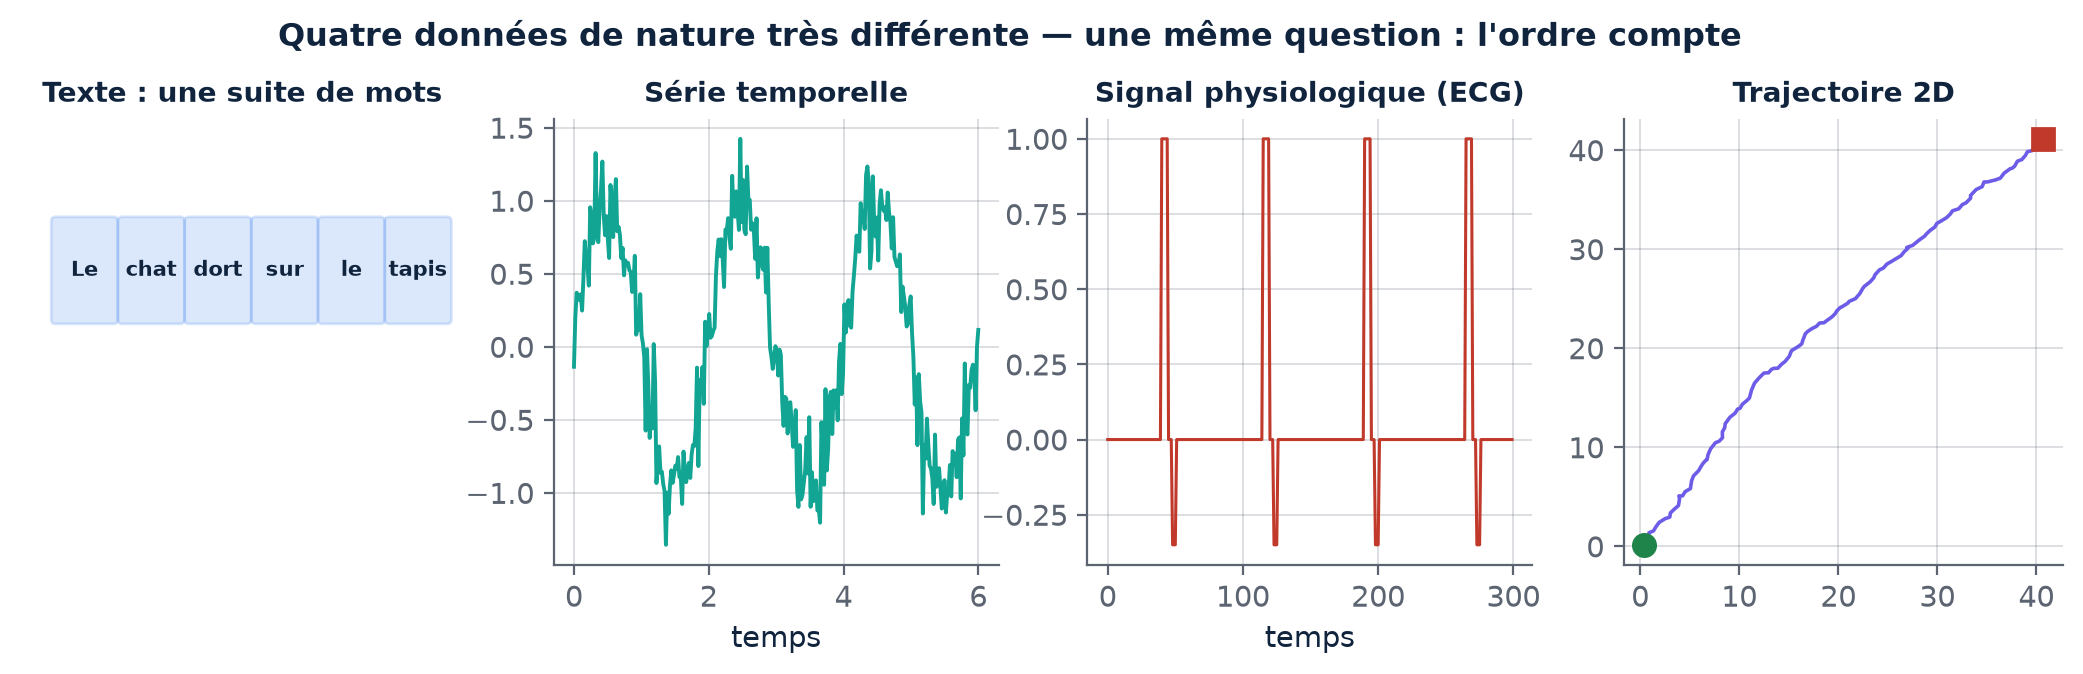 Quatre données de nature très différente — une même question : l'ordre compte
Texte : une suite de mots
Le chat dort sur le tapis
Série temporelle
1.5
1.0
0.5
0.0
−0.5
−1.0
0 2 4 6
temps
Signal physiologique (ECG)
1.00
0.75
0.50
0.25
0.00
−0.25
0 100 200 300
temps
Trajectoire 2D
40
30
20
10
0
0 10 20 30 40